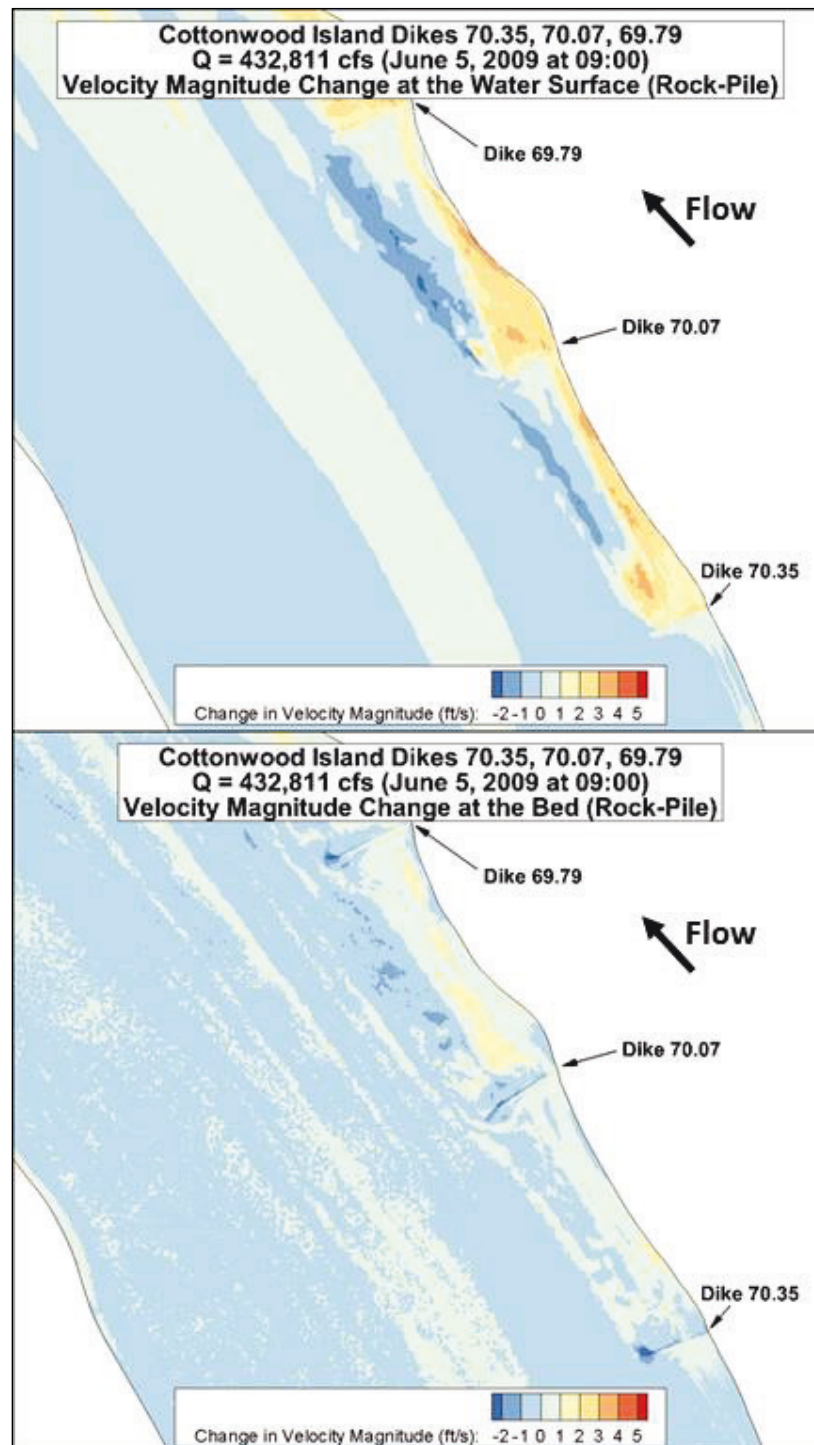 Cottonwood Island Dikes 70.35, 70.07, 69.79
Q = 432,811 cfs (June 5, 2009 at 09:00)
Velocity Magnitude Change at the Water Surface (Rock-Pile)
Dike 69.79
Flow
Dike 70.07
Dike 70.35
Change in Velocity Magnitude (ft/s): -2 -1 0 1 2 3 4 5
Cottonwood Island Dikes 70.35, 70.07, 69.79
Q = 432,811 cfs (June 5, 2009 at 09:00)
Velocity Magnitude Change at the Bed (Rock-Pile)
Dike 69.79
Flow
Dike 70.07
Dike 70.35
Change in Velocity Magnitude (ft/s): -2 -1 0 1 2 3 4 5